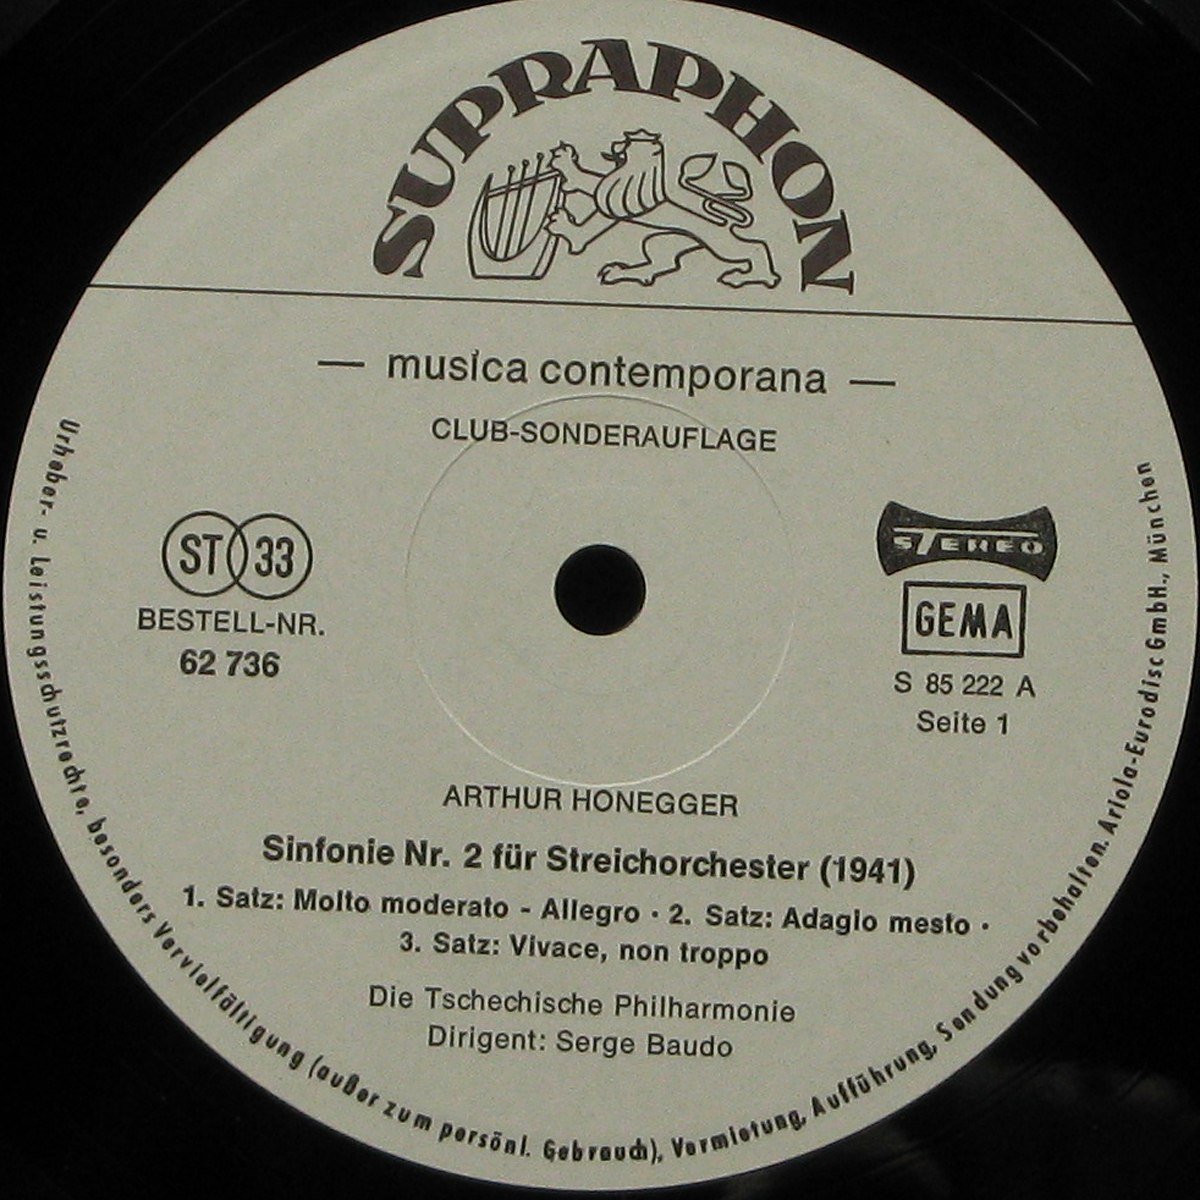 SUPRAPHON
— musica contemporana —
CLUB-SONDERAUFLAGE
ST 33
BESTELL-NR.
62 736
STEREO
GEMA
S 85 222 A
Seite 1
ARTHUR HONEGGER
Sinfonie Nr. 2 für Streichorchester (1941)
1. Satz: Molto moderato - Allegro · 2. Satz: Adagio mesto ·
3. Satz: Vivace, non troppo
Die Tschechische Philharmonie
Dirigent: Serge Baudo
Urheber- u. Leistungsschutzrechte, besonders Vervielfältigung (außer zum persönl. Gebrauch), Vermietung, Aufführung, Sendung vorbehalten. Ariola-Eurodisc GmbH., München